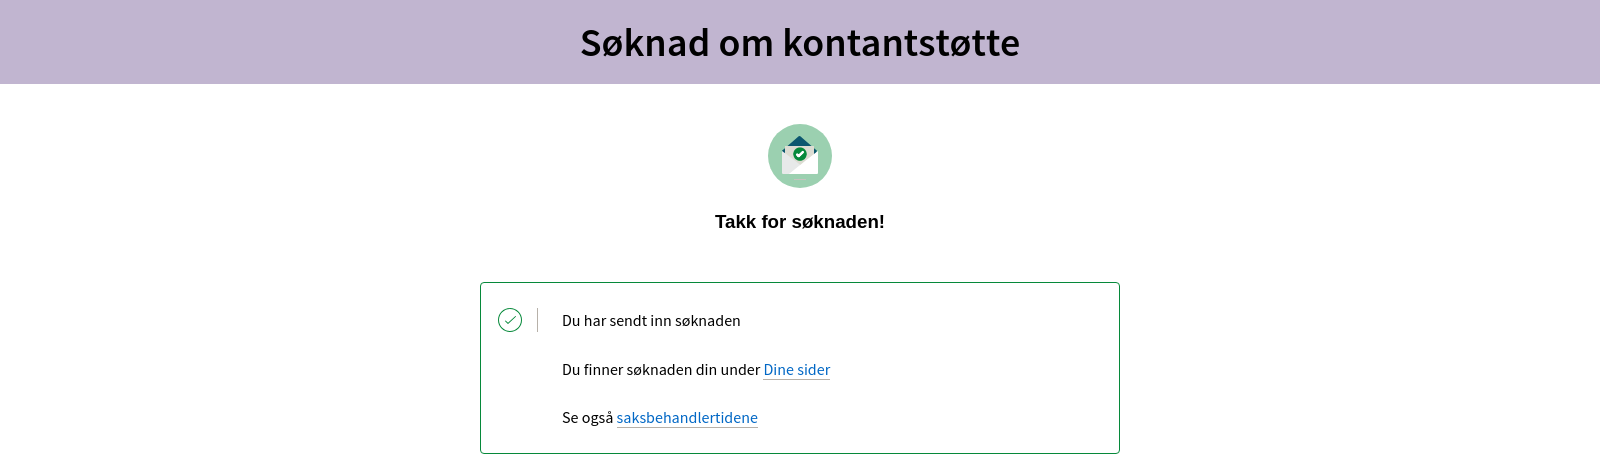 Søknad om kontantstøtte
Takk for søknaden!
Du har sendt inn søknaden
Du finner søknaden din under Dine sider
Se også saksbehandlertidene